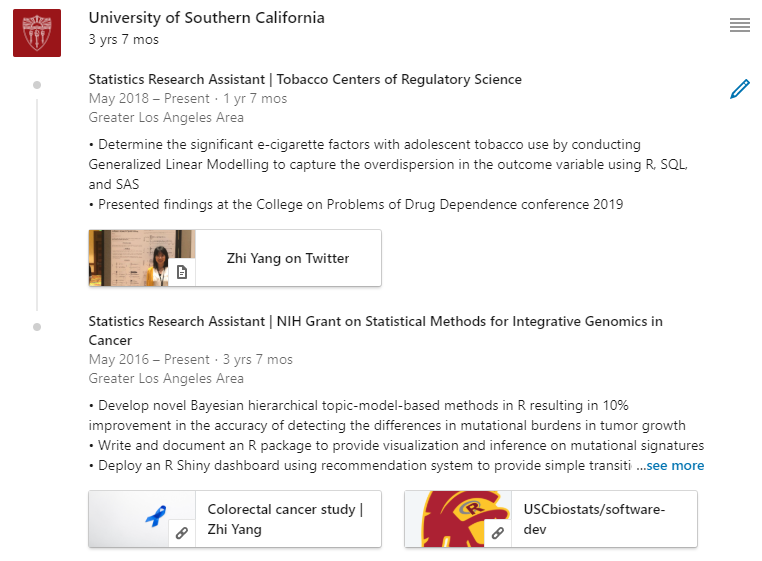 University of Southern California
3 yrs 7 mos
Statistics Research Assistant | Tobacco Centers of Regulatory Science
May 2018 – Present · 1 yr 7 mos
Greater Los Angeles Area
• Determine the significant e-cigarette factors with adolescent tobacco use by conducting
Generalized Linear Modelling to capture the overdispersion in the outcome variable using R, SQL,
and SAS
• Presented findings at the College on Problems of Drug Dependence conference 2019
Zhi Yang on Twitter
Statistics Research Assistant | NIH Grant on Statistical Methods for Integrative Genomics in
Cancer
May 2016 – Present · 3 yrs 7 mos
Greater Los Angeles Area
• Develop novel Bayesian hierarchical topic-model-based methods in R resulting in 10%
improvement in the accuracy of detecting the differences in mutational burdens in tumor growth
• Write and document an R package to provide visualization and inference on mutational signatures
• Deploy an R Shiny dashboard using recommendation system to provide simple transiti ...see more
Colorectal cancer study |
Zhi Yang
R
USCbiostats/software-
dev